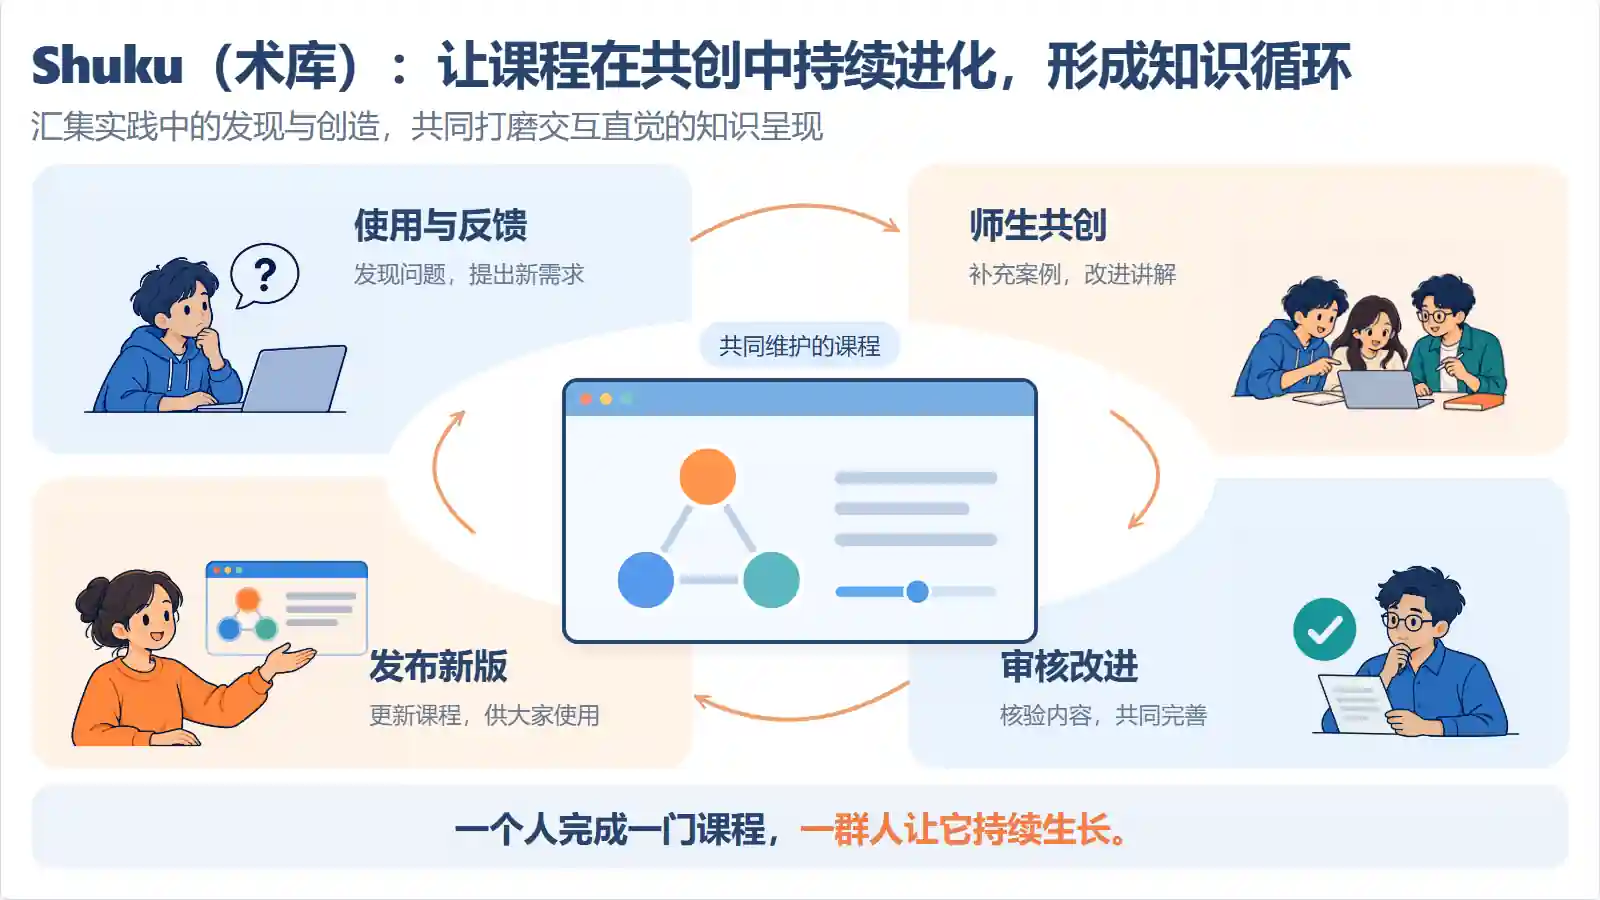 Shuku（术库）：让课程在共创中持续进化，形成知识循环
汇集实践中的发现与创造，共同打磨交互直觉的知识呈现
使用与反馈
发现问题，提出新需求
?
师生共创
补充案例，改进讲解
共同维护的课程
发布新版
更新课程，供大家使用
审核改进
核验内容，共同完善
一个人完成一门课程，一群人让它持续生长。